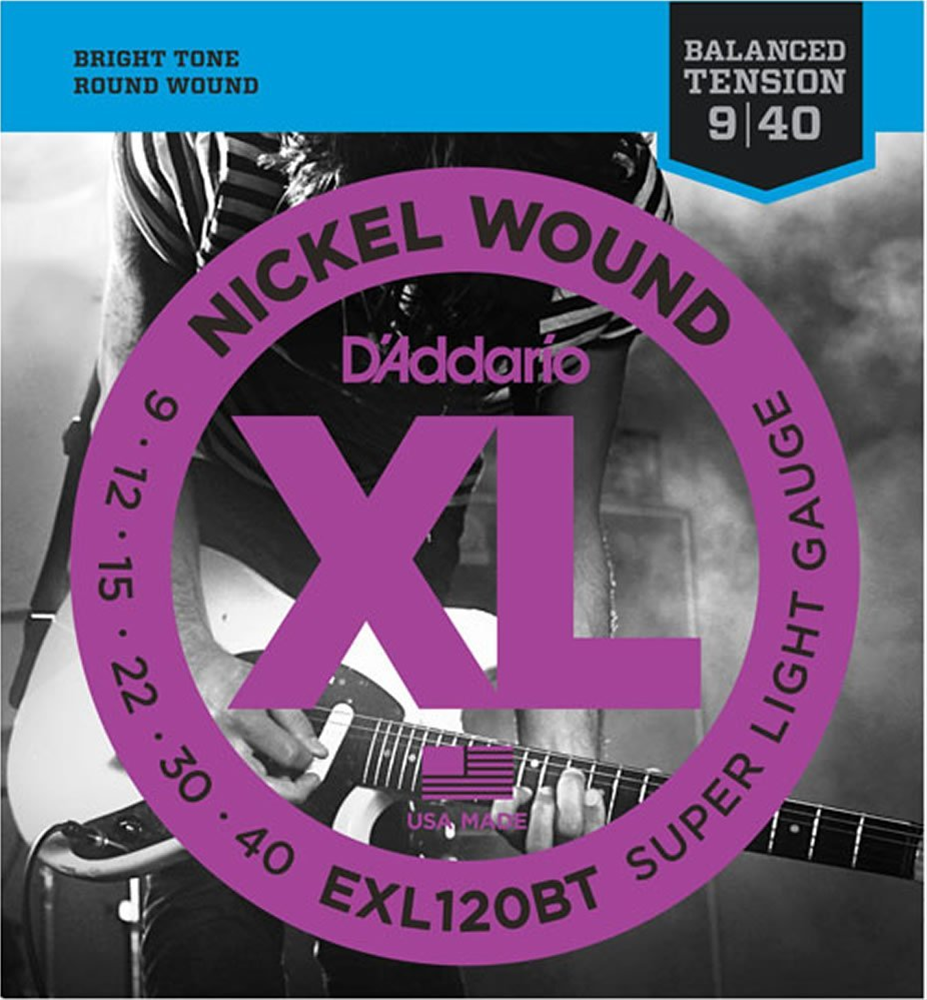 BRIGHT TONE
ROUND WOUND
BALANCED
TENSION
9|40
NICKEL WOUND
D'Addario
XL
USA MADE
9 · 12 · 15 · 22 · 30 · 40
EXL120BT
SUPER LIGHT GAUGE